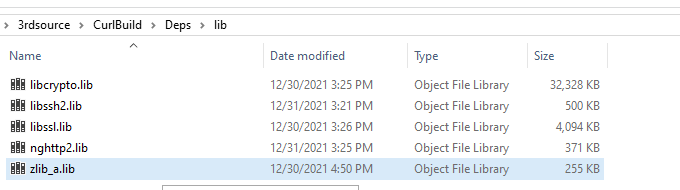 › 3rdsource › CurlBuild › Deps › lib
Name Date modified Type Size
libcrypto.lib 12/30/2021 3:25 PM Object File Library 32,328 KB
libssh2.lib 12/31/2021 3:21 PM Object File Library 500 KB
libssl.lib 12/30/2021 3:26 PM Object File Library 4,094 KB
nghttp2.lib 12/31/2021 3:25 PM Object File Library 371 KB
zlib_a.lib 12/30/2021 4:50 PM Object File Library 255 KB